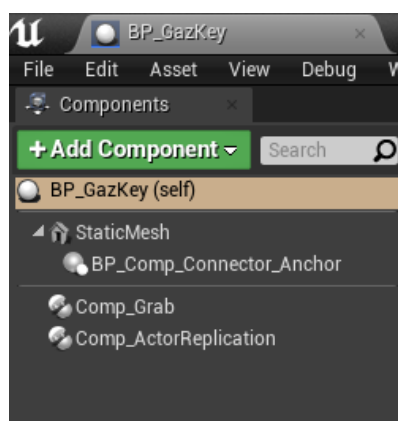 BP_GazKey
File Edit Asset View Debug
Components
+Add Component Search
BP_GazKey (self)
StaticMesh
BP_Comp_Connector_Anchor
Comp_Grab
Comp_ActorReplication